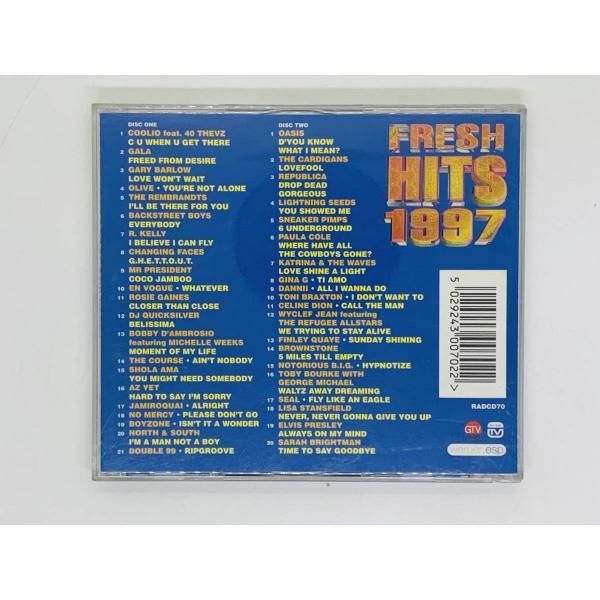 DISC ONE
1 COOLIO feat. 40 THEVZ
C U WHEN U GET THERE
2 GALA
FREED FROM DESIRE
3 GARY BARLOW
LOVE WON'T WAIT
4 OLIVE • YOU'RE NOT ALONE
5 THE REMBRANDTS
I'LL BE THERE FOR YOU
6 BACKSTREET BOYS
EVERYBODY
7 R. KELLY
I BELIEVE I CAN FLY
8 CHANGING FACES
G.H.E.T.T.O.U.T.
9 MR PRESIDENT
COCO JAMBO
10 EN VOGUE • WHATEVER
11 ROSIE GAINES
CLOSER THAN CLOSE
12 DJ QUICKSILVER
BELISSIMA
13 BOBBY D'AMBROSIO
featuring MICHELLE WEEKS
MOMENT OF MY LIFE
14 THE COURSE • AIN'T NOBODY
15 SHOLA AMA
YOU MIGHT NEED SOMEBODY
16 AZ YET
HARD TO SAY I'M SORRY
17 JAMIROQUAI • ALRIGHT
18 NO MERCY • PLEASE DON'T GO
19 BOYZONE • ISN'T IT A WONDER
20 NORTH & SOUTH
I'M A MAN NOT A BOY
21 DOUBLE 99 • RIPGROOVE
DISC TWO
1 OASIS
D'YOU KNOW
WHAT I MEAN?
2 THE CARDIGANS
LOVEFOOL
3 REPUBLICA
DROP DEAD
GORGEOUS
4 LIGHTNING SEEDS
YOU SHOWED ME
5 SNEAKER PIMPS
6 UNDERGROUND
6 PAULA COLE
WHERE HAVE ALL
THE COWBOYS GONE?
7 KATRINA & THE WAVES
LOVE SHINE A LIGHT
8 GINA G • TI AMO
9 DANNII • ALL I WANNA DO
10 TONI BRAXTON • I DON'T WANT TO
11 CELINE DION • CALL THE MAN
12 WYCLEF JEAN featuring
THE REFUGEE ALLSTARS
WE TRYING TO STAY ALIVE
13 FINLEY QUAYE • SUNDAY SHINING
14 BROWNSTONE
5 MILES TILL EMPTY
15 NOTORIOUS B.I.G. • HYPNOTIZE
16 TOBY BOURKE WITH
GEORGE MICHAEL
WALTZ AWAY DREAMING
17 SEAL • FLY LIKE AN EAGLE
18 LISA STANSFIELD
NEVER, NEVER GONNA GIVE YOU UP
19 ELVIS PRESLEY
ALWAYS ON MY MIND
20 SARAH BRIGHTMAN
TIME TO SAY GOODBYE
FRESH
HITS
1997
5 029243 007022 >
RADCD70
GTV
TV
warner.esp